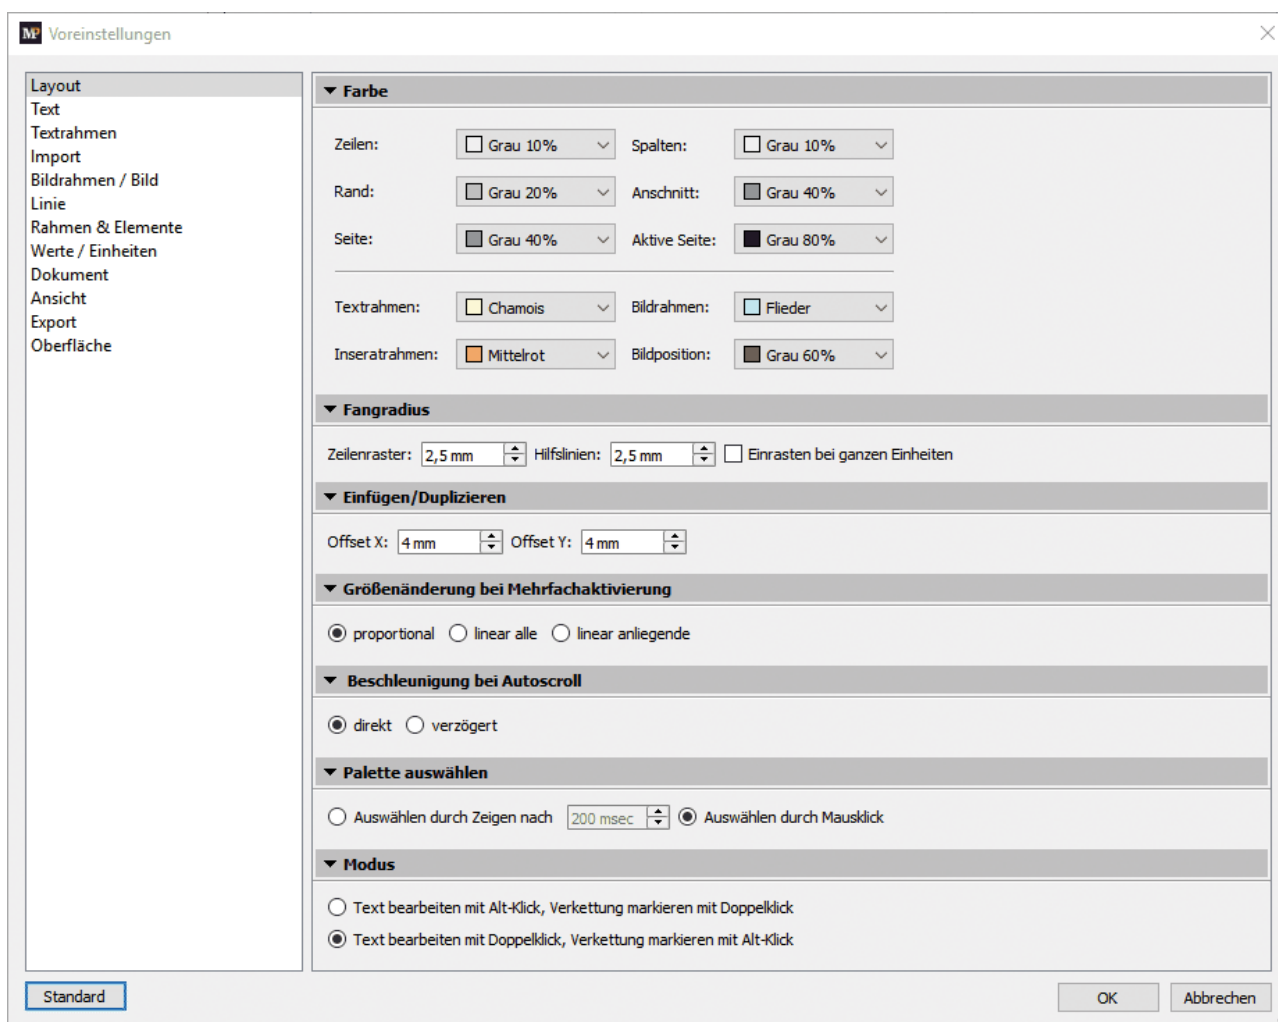 MP Voreinstellungen
Layout
Text
Textrahmen
Import
Bildrahmen / Bild
Linie
Rahmen & Elemente
Werte / Einheiten
Dokument
Ansicht
Export
Oberfläche
Farbe
Zeilen: Grau 10% Spalten: Grau 10%
Rand: Grau 20% Anschnitt: Grau 40%
Seite: Grau 40% Aktive Seite: Grau 80%
Textrahmen: Chamois Bildrahmen: Flieder
Inseratrahmen: Mittelrot Bildposition: Grau 60%
Fangradius
Zeilenraster: 2,5 mm Hilfslinien: 2,5 mm Einrasten bei ganzen Einheiten
Einfügen/Duplizieren
Offset X: 4 mm Offset Y: 4 mm
Größenänderung bei Mehrfachaktivierung
proportional linear alle linear anliegende
Beschleunigung bei Autoscroll
direkt verzögert
Palette auswählen
Auswählen durch Zeigen nach 200 msec Auswählen durch Mausklick
Modus
Text bearbeiten mit Alt-Klick, Verkettung markieren mit Doppelklick
Text bearbeiten mit Doppelklick, Verkettung markieren mit Alt-Klick
Standard OK Abbrechen